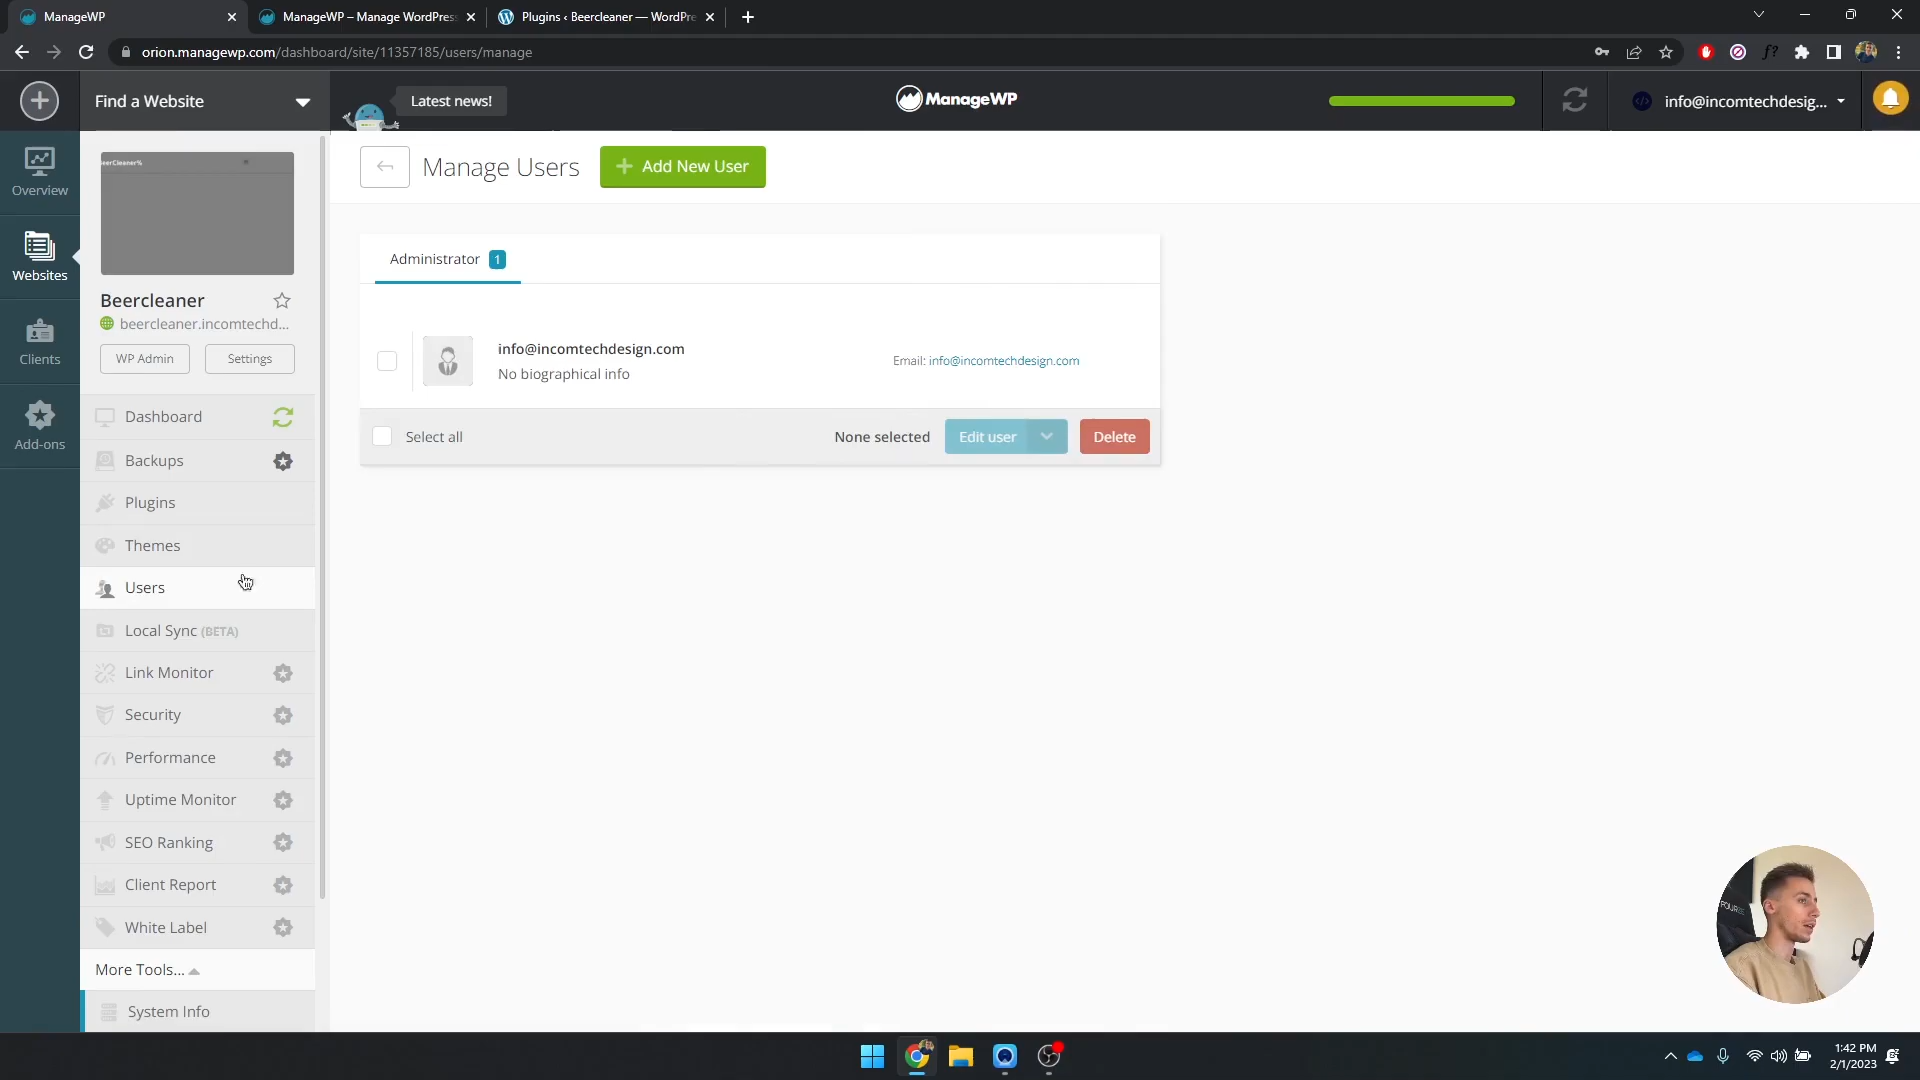 ManageWP
ManageWP – Manage WordPress
Plugins ‹ Beercleaner — WordPre
orion.managewp.com/dashboard/site/11357185/users/manage
f?
Find a Website
Latest news!
ManageWP
info@incomtechdesig...
Overview
Websites
Clients
Add-ons
eerCleaner%
Beercleaner
beercleaner.incomtechd...
WP Admin
Settings
Dashboard
Backups
Plugins
Themes
Users
Local Sync (BETA)
Link Monitor
Security
Performance
Uptime Monitor
SEO Ranking
Client Report
White Label
More Tools...
System Info
Manage Users
Add New User
Administrator 1
info@incomtechdesign.com
No biographical info
Email: info@incomtechdesign.com
Select all
None selected
Edit user
Delete
1:42 PM
2/1/2023